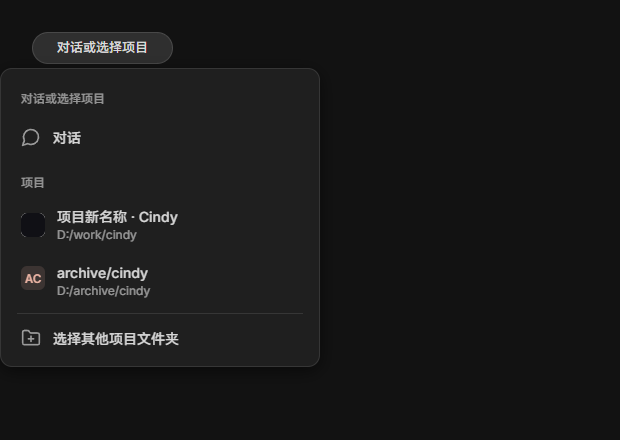 对话或选择项目
对话或选择项目
对话
项目
项目新名称 · Cindy
D:/work/cindy
AC
archive/cindy
D:/archive/cindy
选择其他项目文件夹